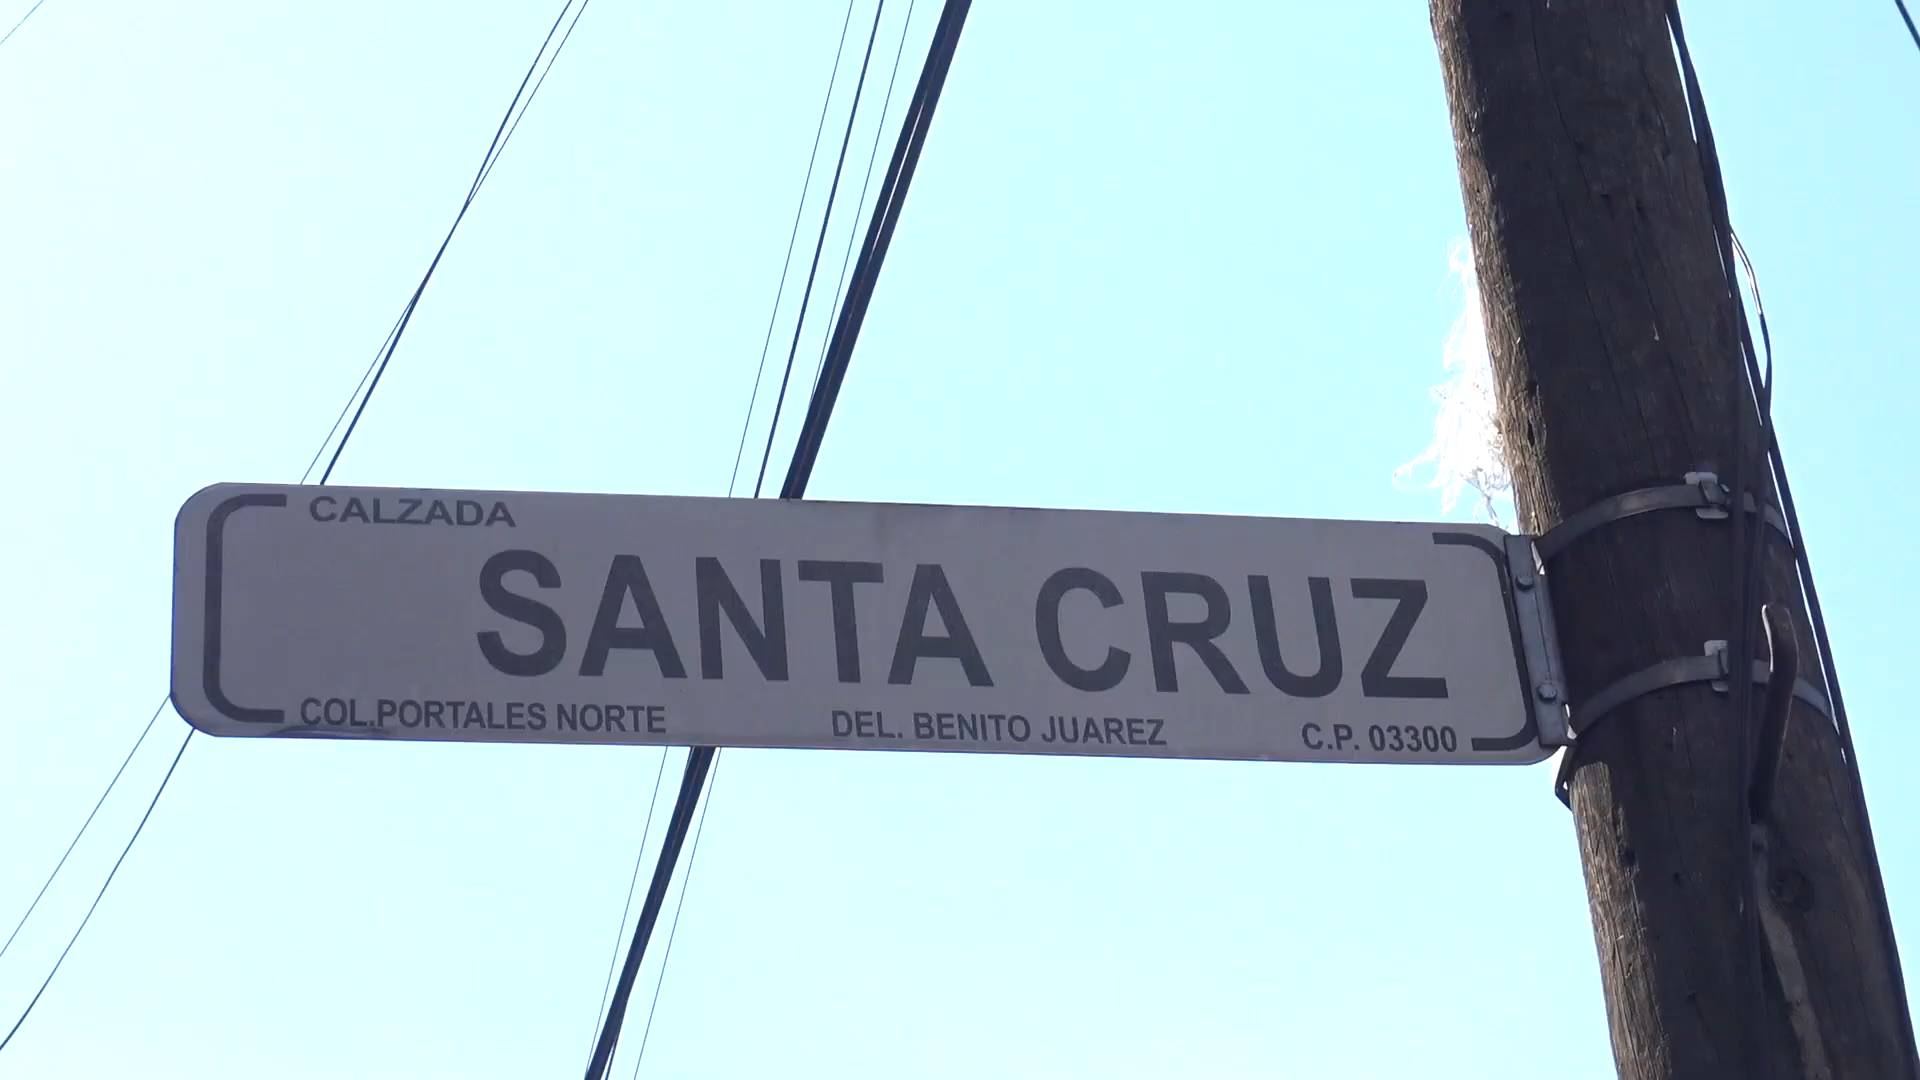 CALZADA
SANTA CRUZ
COL.PORTALES NORTE DEL. BENITO JUAREZ C.P. 03300